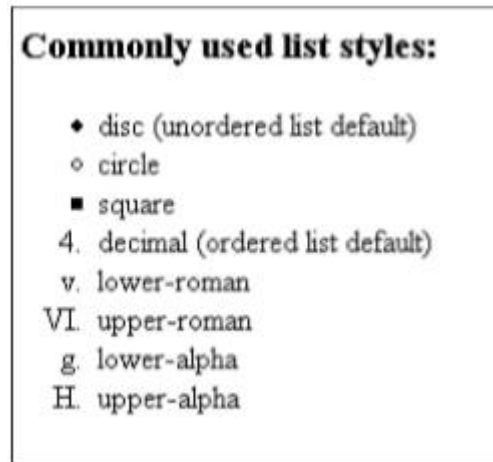 Commonly used list styles:
◆ disc (unordered list default)
◇ circle
■ square
4. decimal (ordered list default)
v. lower-roman
VI. upper-roman
g. lower-alpha
H. upper-alpha